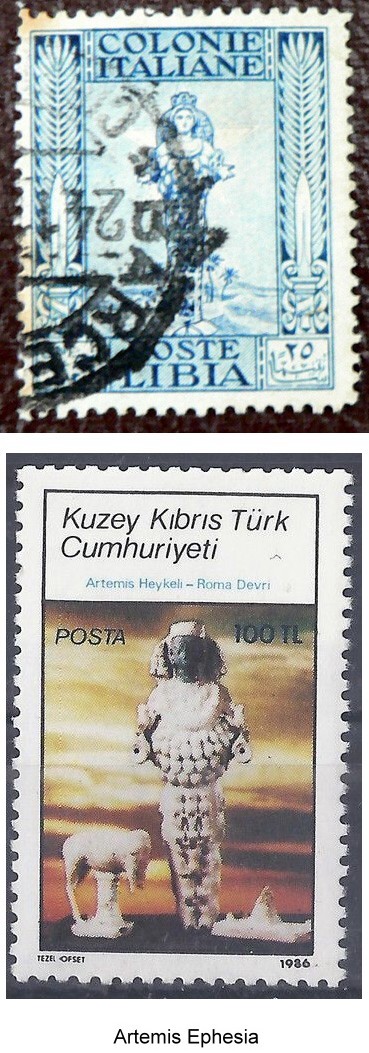 COLONIE
ITALIANE
POSTE
LIBIA
٢٥
Kuzey Kıbrıs Türk
Cumhuriyeti
Artemis Heykeli – Roma Devri
POSTA
100 TL
TEZEL OFSET
1986
Artemis Ephesia